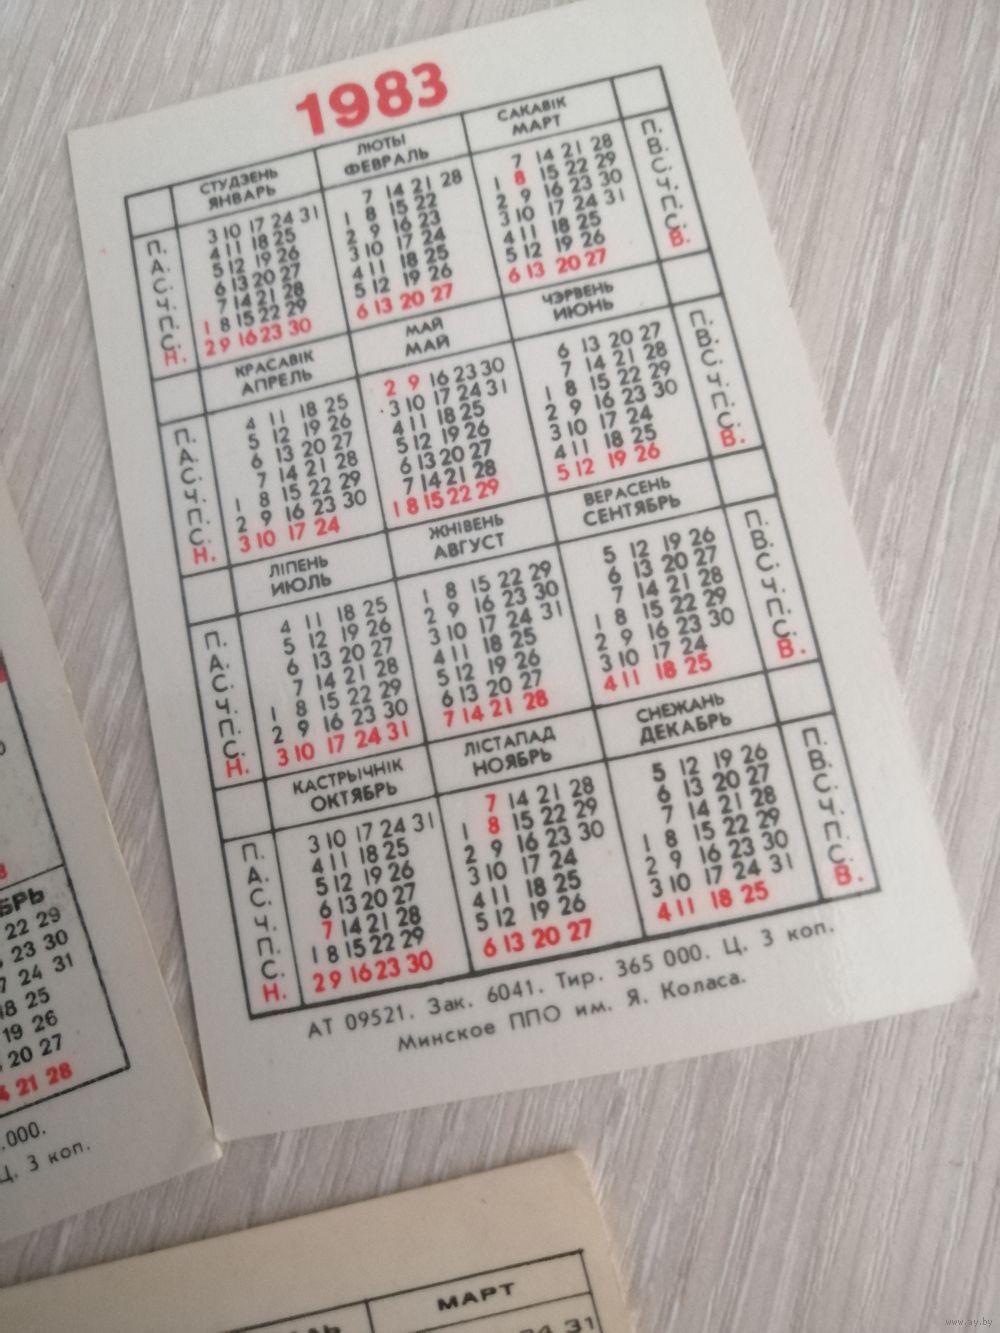 1983
СТУДЗЕНЬ ЛЮТЫ САКАВІК
ЯНВАРЬ ФЕВРАЛЬ МАРТ
П. 3 10 17 24 31 7 14 21 28 7 14 21 28 П.
А. 4 11 18 25 1 8 15 22 1 8 15 22 29 В.
С. 5 12 19 26 2 9 16 23 2 9 16 23 30 С.
Ч. 6 13 20 27 3 10 17 24 3 10 17 24 31 Ч.
П. 7 14 21 28 4 11 18 25 4 11 18 25 П.
С. 1 8 15 22 29 5 12 19 26 5 12 19 26 С.
Н. 2 9 16 23 30 6 13 20 27 6 13 20 27 В.
КРАСАВІК МАЙ ЧЭРВЕНЬ
АПРЕЛЬ МАЙ ИЮНЬ
П. 4 11 18 25 2 9 16 23 30 6 13 20 27 П.
А. 5 12 19 26 3 10 17 24 31 7 14 21 28 В.
С. 6 13 20 27 4 11 18 25 1 8 15 22 29 С.
Ч. 7 14 21 28 5 12 19 26 2 9 16 23 30 Ч.
П. 1 8 15 22 29 6 13 20 27 3 10 17 24 П.
С. 2 9 16 23 30 7 14 21 28 4 11 18 25 С.
Н. 3 10 17 24 1 8 15 22 29 5 12 19 26 В.
ЛІПЕНЬ ЖНІВЕНЬ ВЕРАСЕНЬ
ИЮЛЬ АВГУСТ СЕНТЯБРЬ
П. 4 11 18 25 1 8 15 22 29 5 12 19 26 П.
А. 5 12 19 26 2 9 16 23 30 6 13 20 27 В.
С. 6 13 20 27 3 10 17 24 31 7 14 21 28 С.
Ч. 7 14 21 28 4 11 18 25 1 8 15 22 29 Ч.
П. 1 8 15 22 29 5 12 19 26 2 9 16 23 30 П.
С. 2 9 16 23 30 6 13 20 27 3 10 17 24 С.
Н. 3 10 17 24 31 7 14 21 28 4 11 18 25 В.
КАСТРЫЧНІК ЛІСТАПАД СНЕЖАНЬ
ОКТЯБРЬ НОЯБРЬ ДЕКАБРЬ
П. 3 10 17 24 31 7 14 21 28 5 12 19 26 П.
А. 4 11 18 25 1 8 15 22 29 6 13 20 27 В.
С. 5 12 19 26 2 9 16 23 30 7 14 21 28 С.
Ч. 6 13 20 27 3 10 17 24 1 8 15 22 29 Ч.
П. 7 14 21 28 4 11 18 25 2 9 16 23 30 П.
С. 1 8 15 22 29 5 12 19 26 3 10 17 24 31 С.
Н. 2 9 16 23 30 6 13 20 27 4 11 18 25 В.
АТ 09521. Зак. 6041. Тир. 365 000. Ц. 3 коп.
Минское ППО им. Я. Коласа.
БРЬ
22 29
23 30
24 31
18 25
19 26
20 27
21 28
.000.
Ц. 3 коп.
МАРТ
24 31
www.ay.by